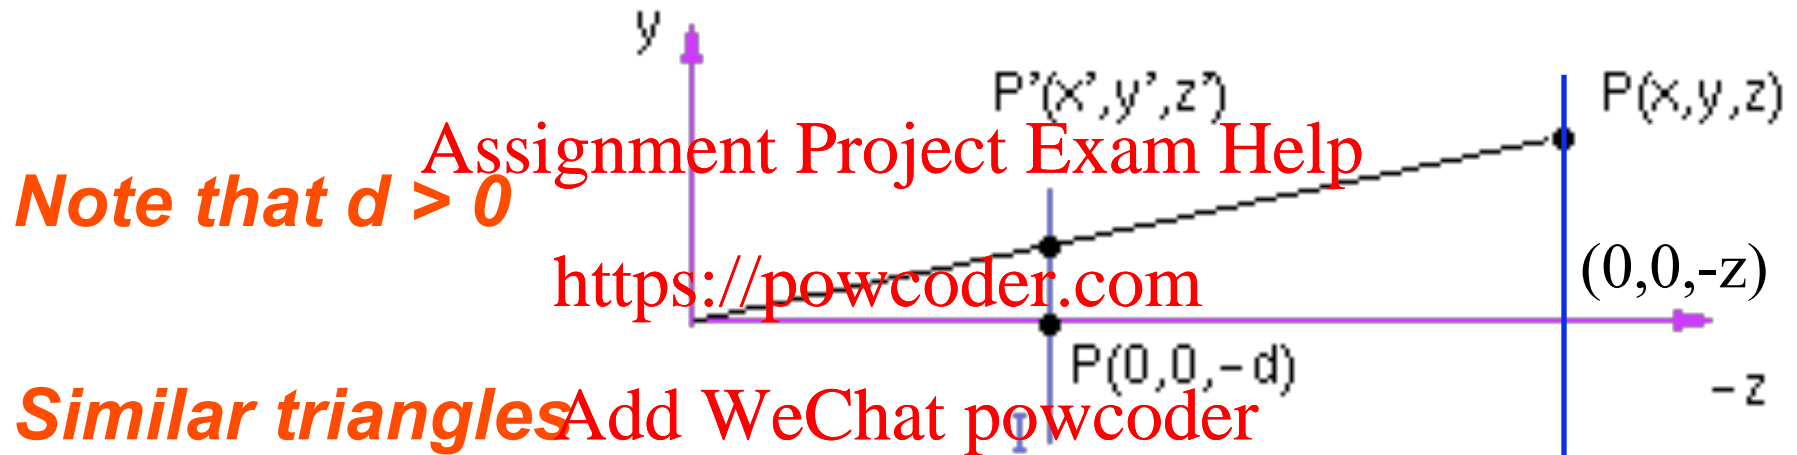 y
P’(x’,y’,z’)
P(x,y,z)
Assignment Project Exam Help
Note that d > 0
https://powcoder.com
(0,0,-z)
P(0,0,-d)
-z
Similar triangles
Add WeChat powcoder
I